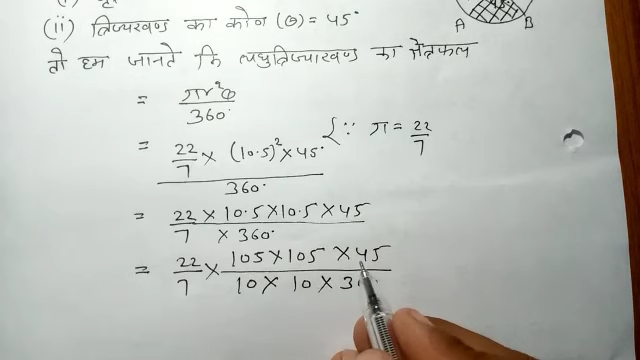 (ii) त्रिज्यखण्ड का कोण (θ) = 45°
A B
तो हम जानते कि लघुत्रिज्याखण्ड का क्षेत्रफल
= πr²θ / 360°
= 22/7 × (10.5)² × 45° / 360° {∵ π = 22/7
= 22 × 10.5 × 10.5 × 45 / 7 × 360°
= 22/7 × 105 × 105 × 45 / 10 × 10 × 3